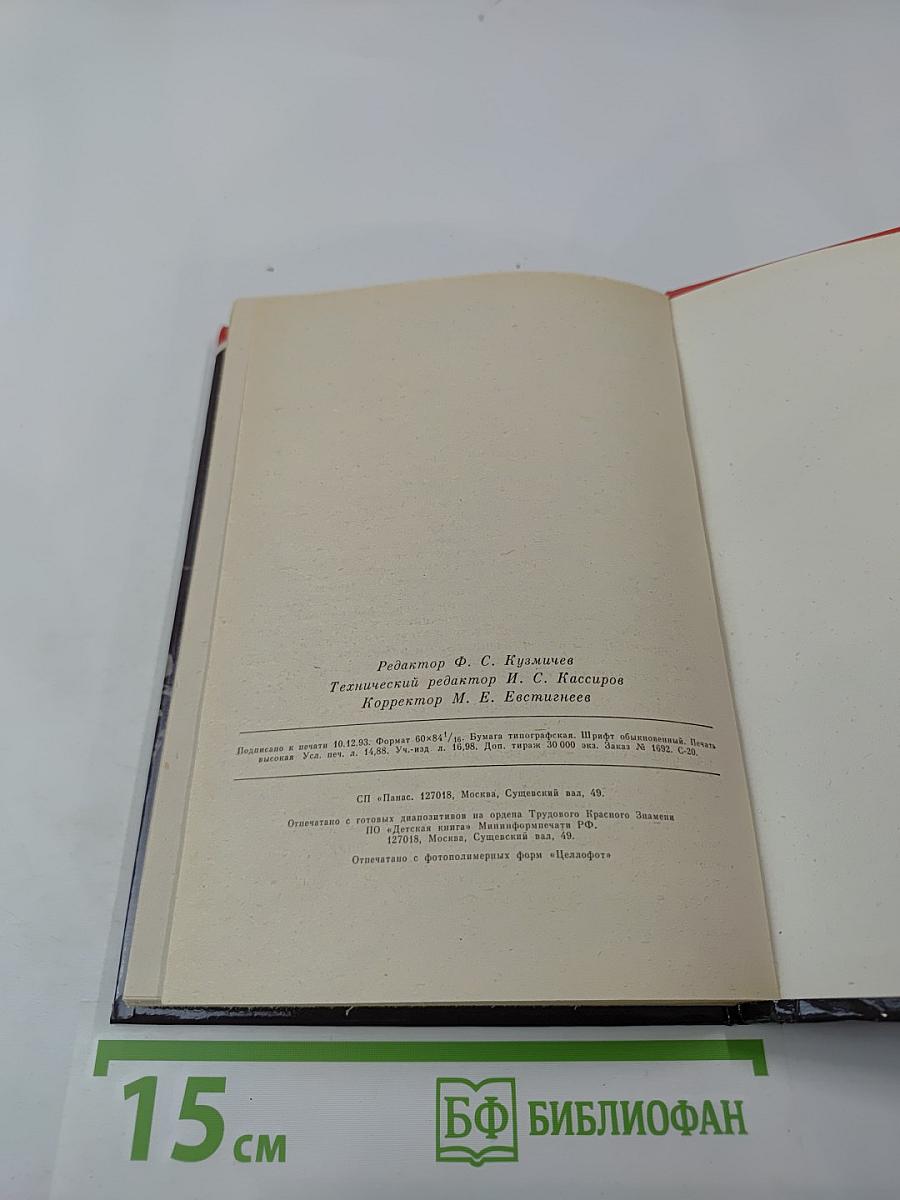 Редактор Ф. С. Кузмичев
Технический редактор И. С. Кассиров
Корректор М. Е. Евстигнеев
Подписано к печати 10.12.93. Формат 60×84¹/₁₆. Бумага типографская. Шрифт обыкновенный. Печать
высокая Усл. печ. л. 14,88. Уч.-изд. л. 16,98. Доп. тираж 30 000 экз. Заказ № 1692. С-20.
СП «Панас. 127018, Москва, Сущевский вал, 49.
Отпечатано с готовых диапозитивов на ордена Трудового Красного Знамени
ПО «Детская книга» Мининформпечати РФ.
127018, Москва, Сущевский вал, 49.
Отпечатано с фотополимерных форм «Целлофот»
15 см
БФ БИБЛИОФАН